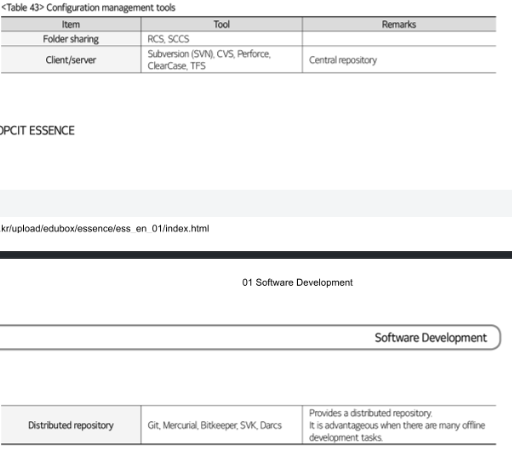 <Table 43> Configuration management tools
Item Tool Remarks
Folder sharing RCS, SCCS
Client/server Subversion (SVN), CVS, Perforce, ClearCase, TFS Central repository
OPCIT ESSENCE
.kr/upload/edubox/essence/ess_en_01/index.html
01 Software Development
Software Development
Distributed repository Git, Mercurial, Bitkeeper, SVK, Darcs Provides a distributed repository.
It is advantageous when there are many offline
development tasks.